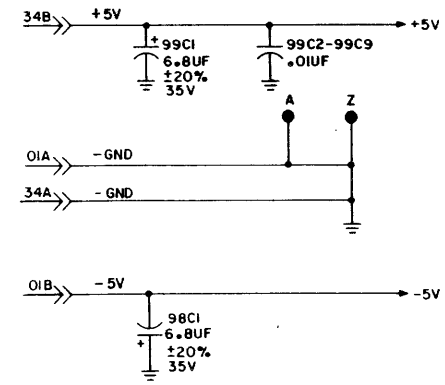 34B +5V +5V
+ 99C1
6.8UF
±20%
35V
99C2-99C9
.01UF
A Z
01A -GND
34A -GND
01B -5V -5V
98C1
6.8UF
+ ±20%
35V